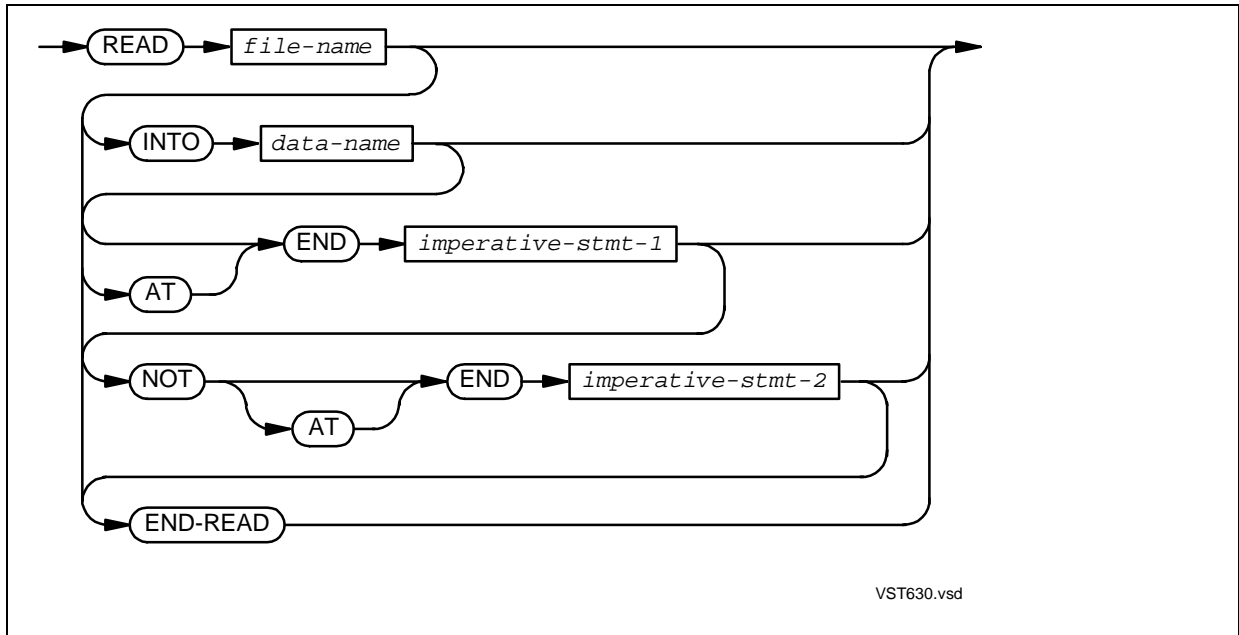 READ file-name
INTO data-name
END imperative-stmt-1
AT
NOT END imperative-stmt-2
AT
END-READ
VST630.vsd